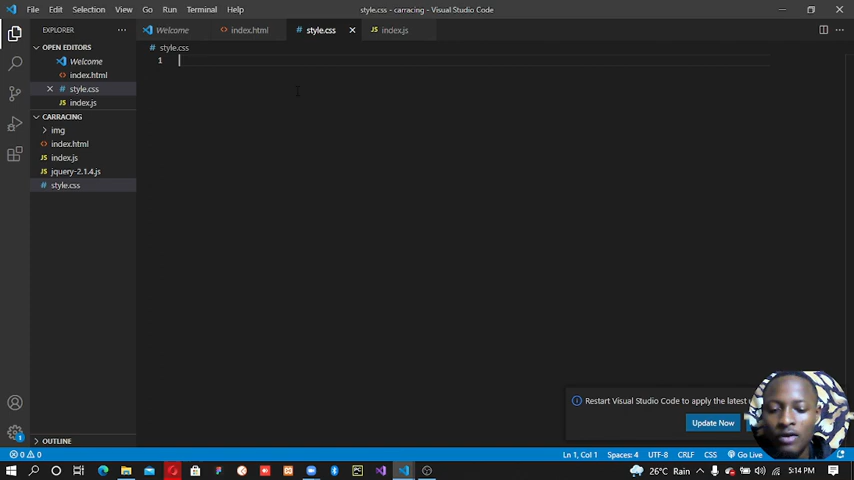 File Edit Selection View Go Run Terminal Help
style.css - carracing - Visual Studio Code
EXPLORER
Welcome
index.html
style.css
index.js
OPEN EDITORS
Welcome
index.html
style.css
index.js
CARRACING
img
index.html
index.js
jquery-2.1.4.js
style.css
style.css
1
Restart Visual Studio Code to apply the latest
Update Now
1
OUTLINE
0 0
Ln 1, Col 1 Spaces: 4 UTF-8 CRLF CSS Go Live
26°C Rain
5:14 PM